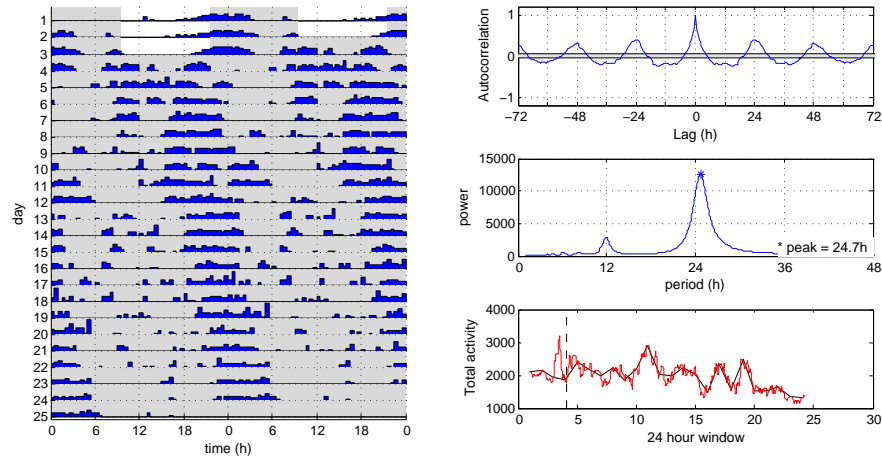 day
1
2
3
4
5
6
7
8
9
10
11
12
13
14
15
16
17
18
19
20
21
22
23
24
25
0 6 12 18 0 6 12 18 0
time (h)
Autocorrelation
1
0
−1
−72 −48 −24 0 24 48 72
Lag (h)
power
15000
10000
5000
0
* peak = 24.7h
0 12 24 36 48
period (h)
Total activity
4000
3000
2000
1000
0 5 10 15 20 25 30
24 hour window